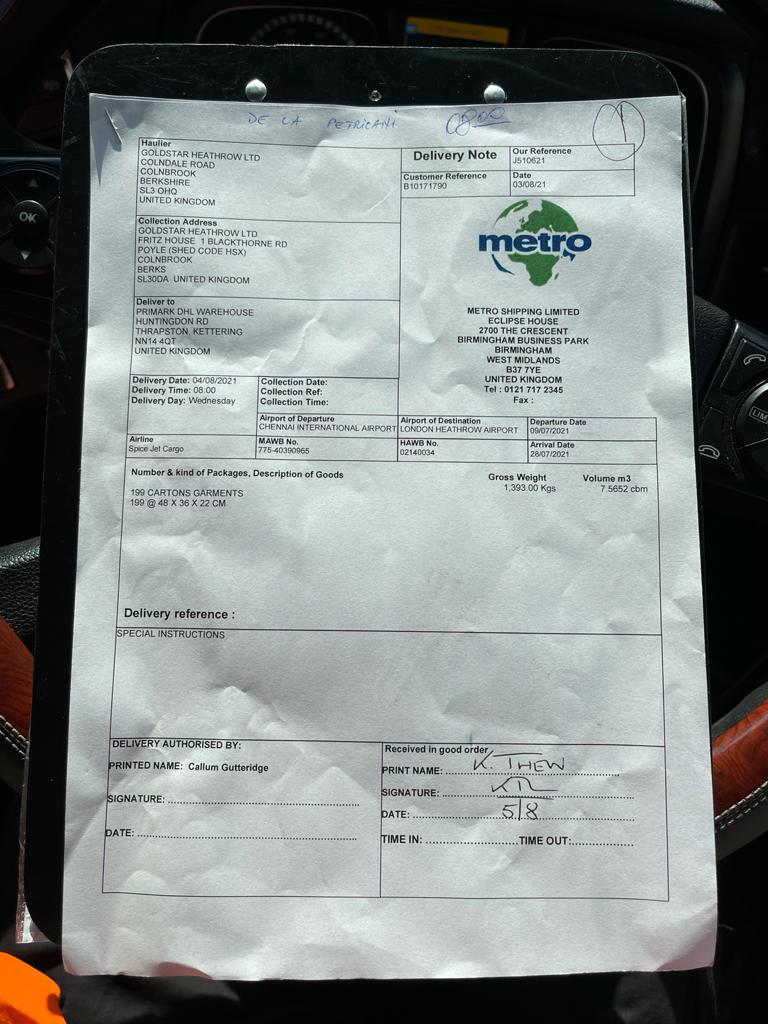 DE LA PETRICANI 0800
1
Haulier
GOLDSTAR HEATHROW LTD
COLNDALE ROAD
COLNBROOK
BERKSHIRE
SL3 OHQ
UNITED KINGDOM
Delivery Note
Our Reference
J510621
Customer Reference
B10171790
Date
03/08/21
Collection Address
GOLDSTAR HEATHROW LTD
FRITZ HOUSE 1 BLACKTHORNE RD
POYLE (SHED CODE HSX)
COLNBROOK
BERKS
SL30DA UNITED KINGDOM
metro
Deliver to
PRIMARK DHL WAREHOUSE
HUNTINGDON RD
THRAPSTON, KETTERING
NN14 4QT
UNITED KINGDOM
METRO SHIPPING LIMITED
ECLIPSE HOUSE
2700 THE CRESCENT
BIRMINGHAM BUSINESS PARK
BIRMINGHAM
WEST MIDLANDS
B37 7YE
UNITED KINGDOM
Tel : 0121 717 2345
Fax :
Delivery Date: 04/08/2021
Delivery Time: 08:00
Delivery Day: Wednesday
Collection Date:
Collection Ref:
Collection Time:
Airport of Departure
CHENNAI INTERNATIONAL AIRPORT
Airport of Destination
LONDON HEATHROW AIRPORT
Departure Date
09/07/2021
Airline
Spice Jet Cargo
MAWB No.
775-40390965
HAWB No.
02140034
Arrival Date
28/07/2021
Number & kind of Packages, Description of Goods
Gross Weight
Volume m3
199 CARTONS GARMENTS
1,393.00 Kgs
7.5652 cbm
199 @ 48 X 36 X 22 CM
Delivery reference :
SPECIAL INSTRUCTIONS
DELIVERY AUTHORISED BY:
PRINTED NAME: Callum Gutteridge
SIGNATURE:
DATE:
Received in good order
PRINT NAME: K. THEW
SIGNATURE:
DATE: 5/8
TIME IN: TIME OUT:
OK
LIM